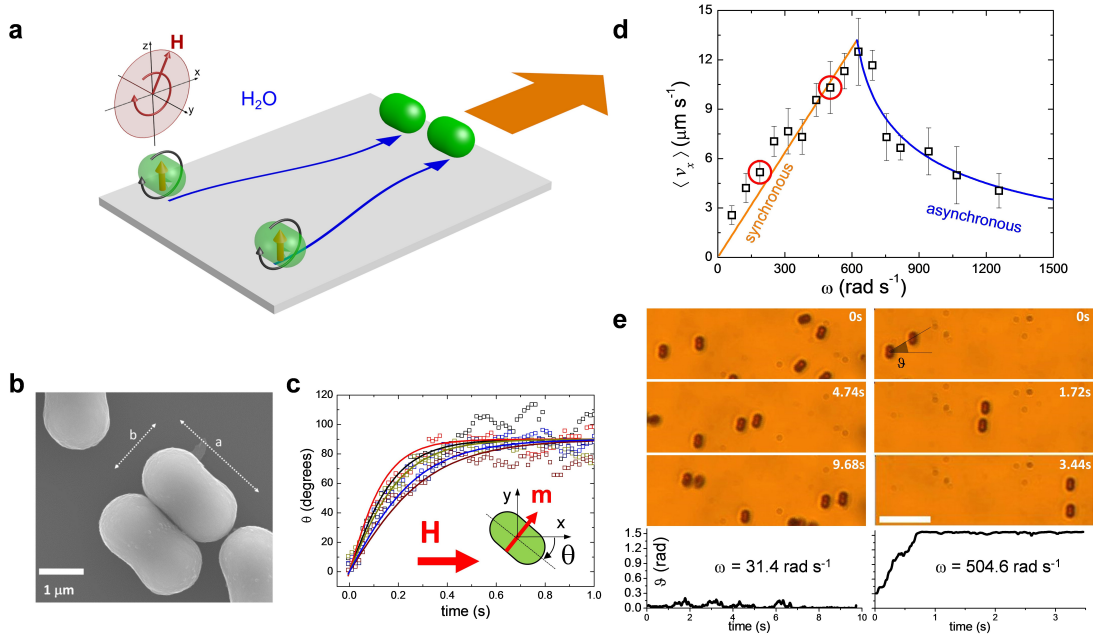 a
z
H
x
y
H₂O
b
b
a
1 μm
c
θ (degrees)
120
110
100
80
60
40
20
0
0.0
0.2
0.4
0.6
0.8
1.0
time (s)
H
y
m
x
θ
d
⟨ vₓ ⟩ (μm s⁻¹)
15
12
9
6
3
0
synchronous
asynchronous
0
300
600
900
1200
1500
ω (rad s⁻¹)
e
0s
4.74s
9.68s
0s
ϑ
1.72s
3.44s
ϑ (rad)
1.5
1.2
0.9
0.6
0.3
0.0
ω = 31.4 rad s⁻¹
0
2
4
6
8
10
time (s)
ω = 504.6 rad s⁻¹
0
1
2
3
time (s)